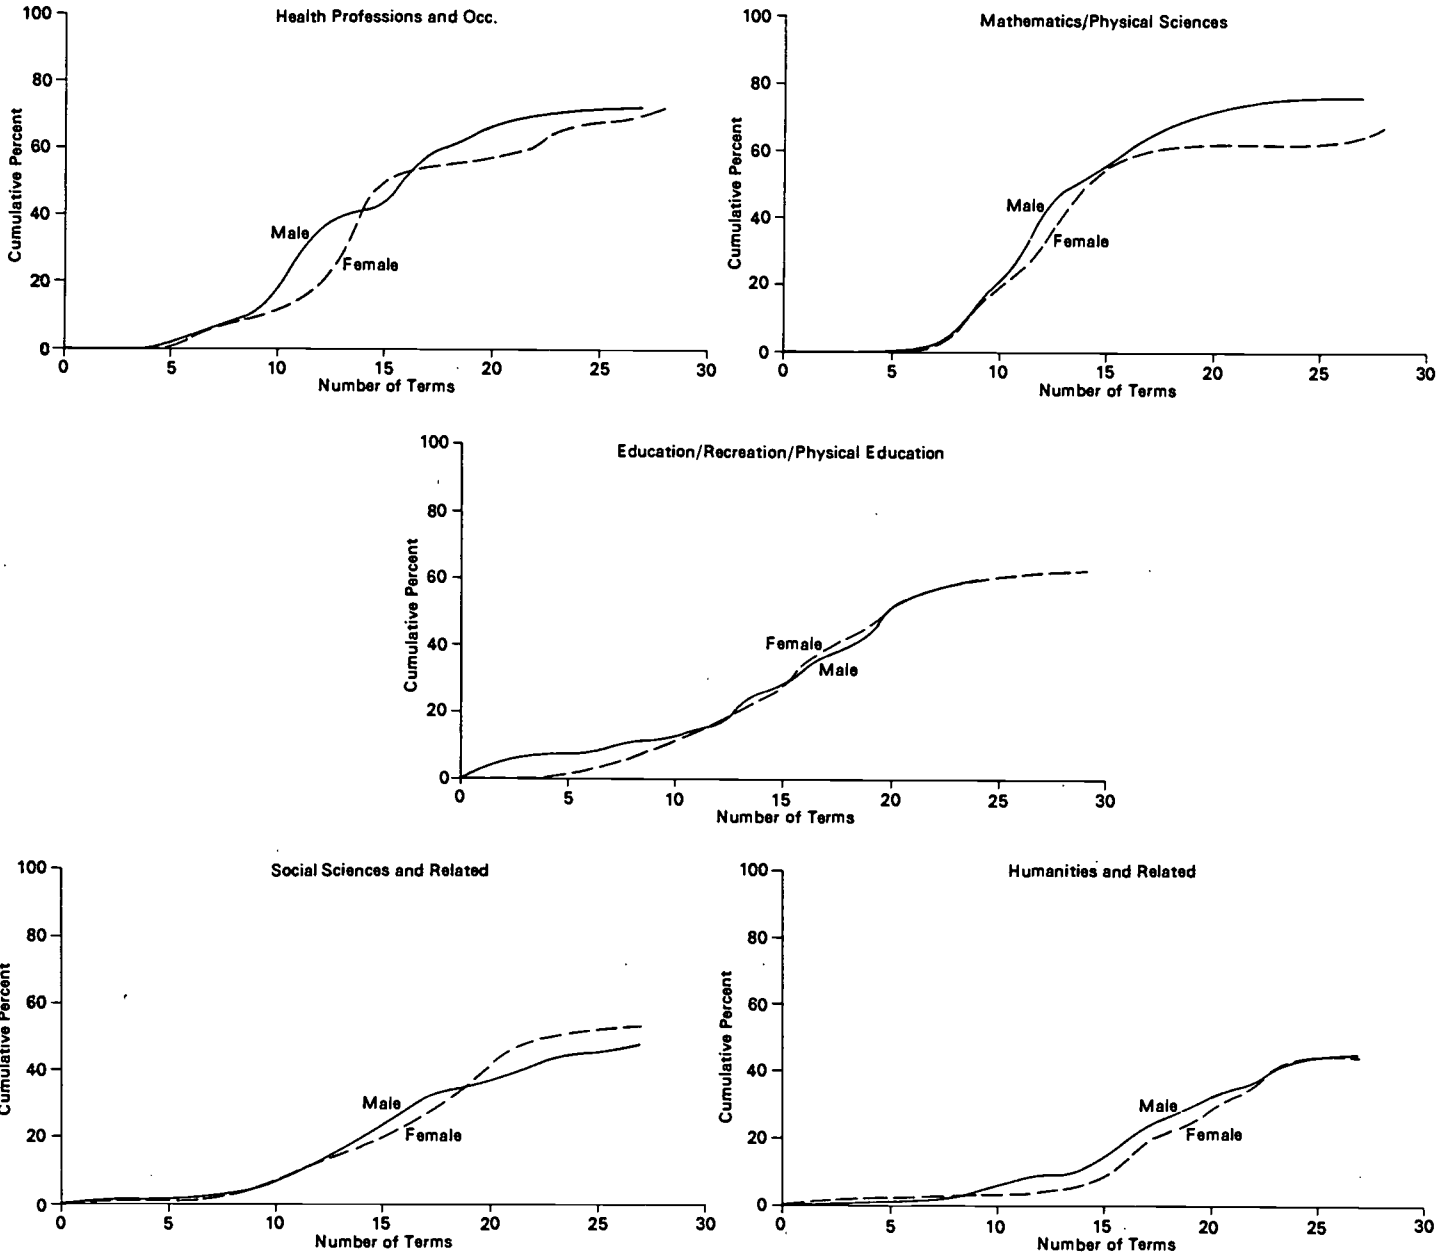 Health Professions and Occ.
100
80
60
40
20
0
Cumulative Percent
Male
Female
0 5 10 15 20 25 30
Number of Terms
Mathematics/Physical Sciences
100
80
60
40
20
0
Cumulative Percent
Male
Female
0 5 10 15 20 25 30
Number of Terms
Education/Recreation/Physical Education
100
80
60
40
20
0
Cumulative Percent
Female
Male
0 5 10 15 20 25 30
Number of Terms
Social Sciences and Related
100
80
60
40
20
0
Cumulative Percent
Male
Female
0 5 10 15 20 25 30
Number of Terms
Humanities and Related
100
80
60
40
20
0
Cumulative Percent
Male
Female
0 5 10 15 20 25 30
Number of Terms